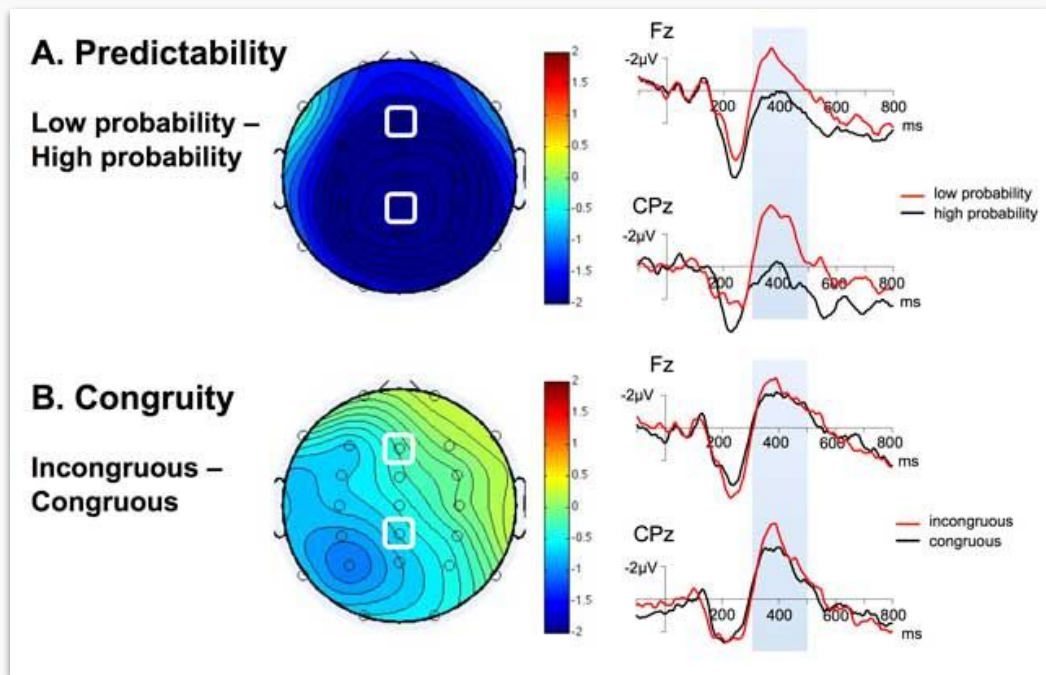 A. Predictability
Low probability –
High probability
2
1.5
1
0.5
0
-0.5
-1
-1.5
-2
Fz
-2µV
200
400
600
800
ms
CPz
-2µV
200
400
600
800
ms
low probability
high probability
B. Congruity
Incongruous –
Congruous
2
1.5
1
0.5
0
-0.5
-1
-1.5
-2
Fz
-2µV
200
400
600
800
ms
CPz
-2µV
200
400
600
800
ms
incongruous
congruous